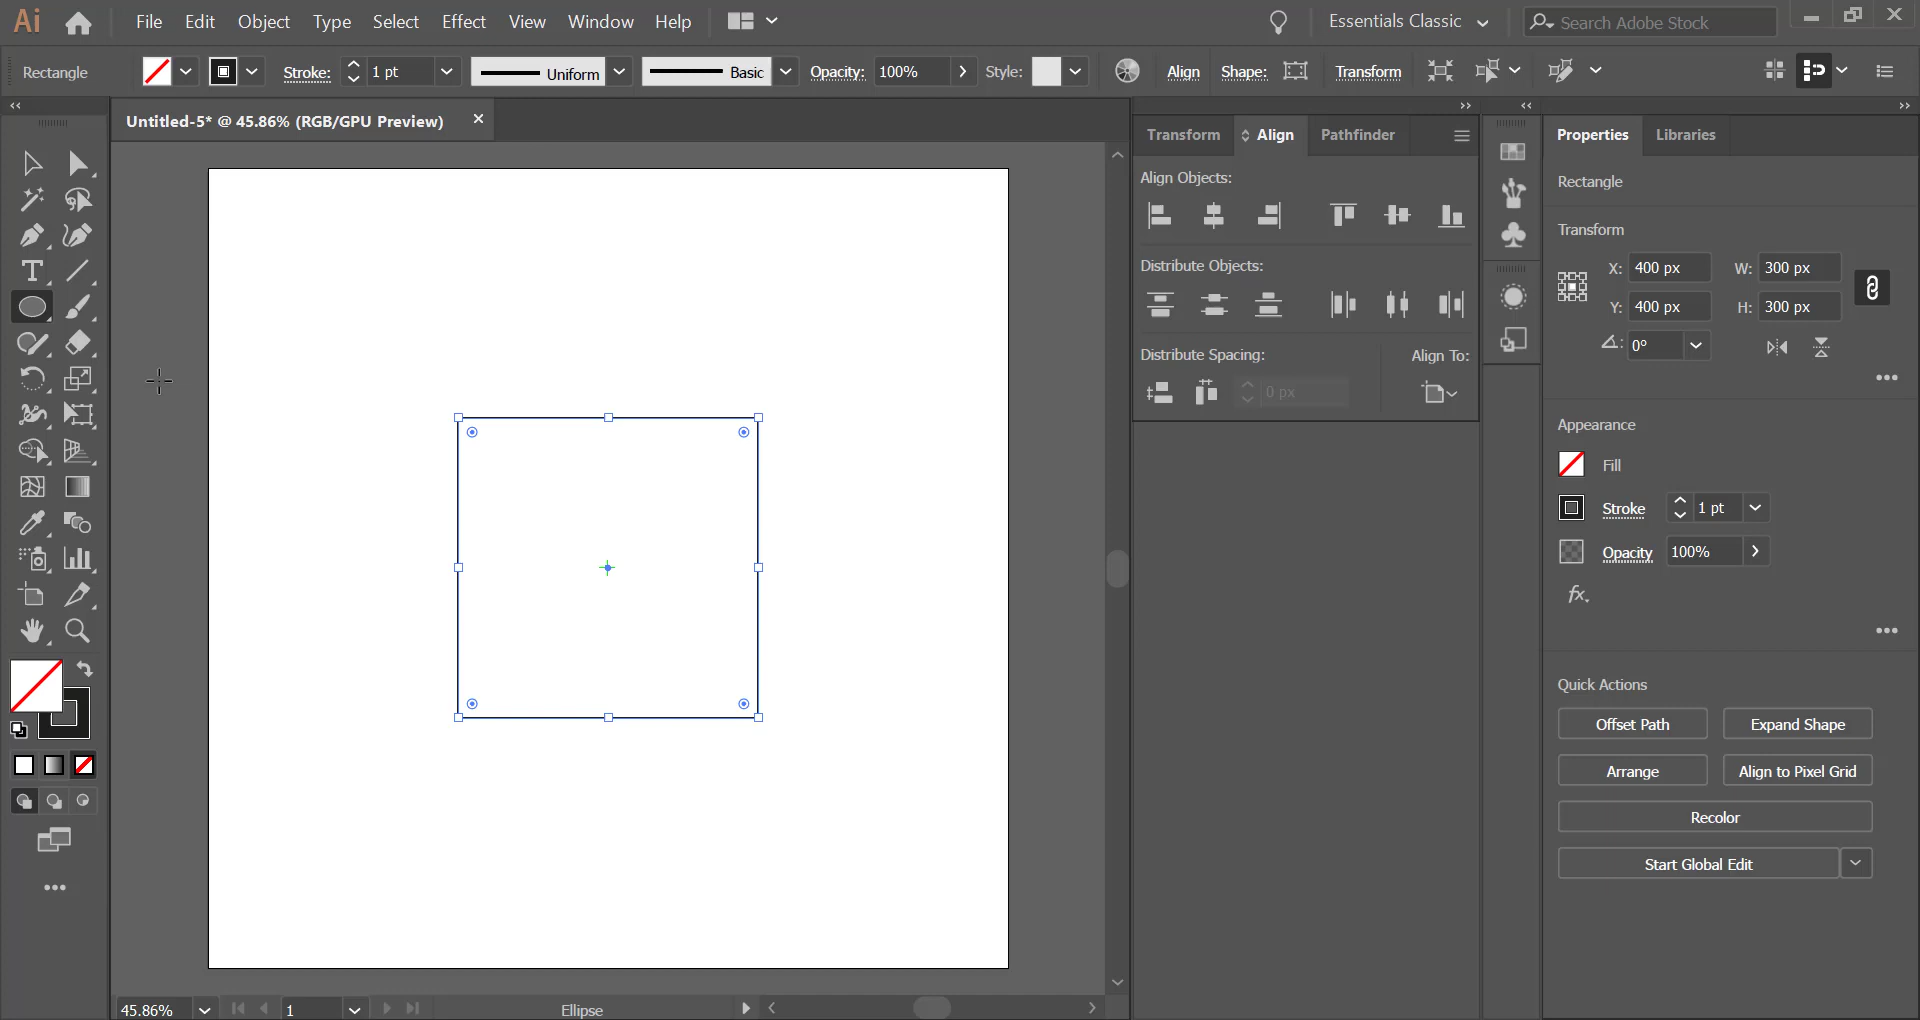 Ai File Edit Object Type Select Effect View Window Help Essentials Classic Search Adobe Stock
Rectangle Stroke: 1 pt Uniform Basic Opacity: 100% Style: Align Shape: Transform
Untitled-5* @ 45.86% (RGB/GPU Preview)
Transform Align Pathfinder
Align Objects:
Distribute Objects:
Distribute Spacing: Align To:
0 px
Properties Libraries
Rectangle
Transform
X: 400 px W: 300 px
Y: 400 px H: 300 px
0°
Appearance
Fill
Stroke 1 pt
Opacity 100%
fx.
Quick Actions
Offset Path Expand Shape
Arrange Align to Pixel Grid
Recolor
Start Global Edit
45.86% 1 Ellipse